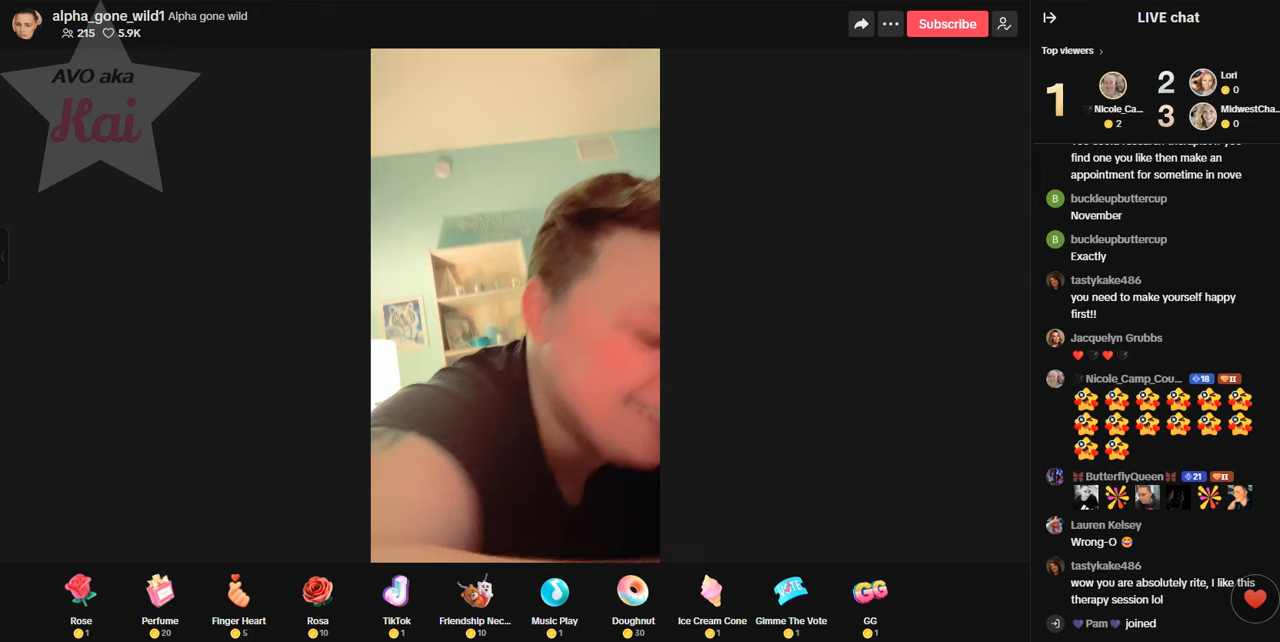 alpha_gone_wild1 Alpha gone wild
215 5.9K
Subscribe
AVO aka
Kai
LIVE chat
Top viewers
1
Nicole_Ca...
2
2
Lori
0
3
MidwestCha...
0
find one you like then make an
appointment for sometime in nove
B
buckleupbuttercup
November
B
buckleupbuttercup
Exactly
tastykake486
you need to make yourself happy
first!!
Jacquelyn Grubbs
Nicole_Camp_Cou... 18 II
ButterflyQueen 21 II
Lauren Kelsey
Wrong-O
tastykake486
wow you are absolutely rite, I like this
therapy session lol
Pam joined
Rose
1
Perfume
20
Finger Heart
5
Rosa
10
TikTok
1
Friendship Nec...
10
Music Play
1
Doughnut
30
Ice Cream Cone
1
VOTE
Gimme The Vote
1
GG
GG
1